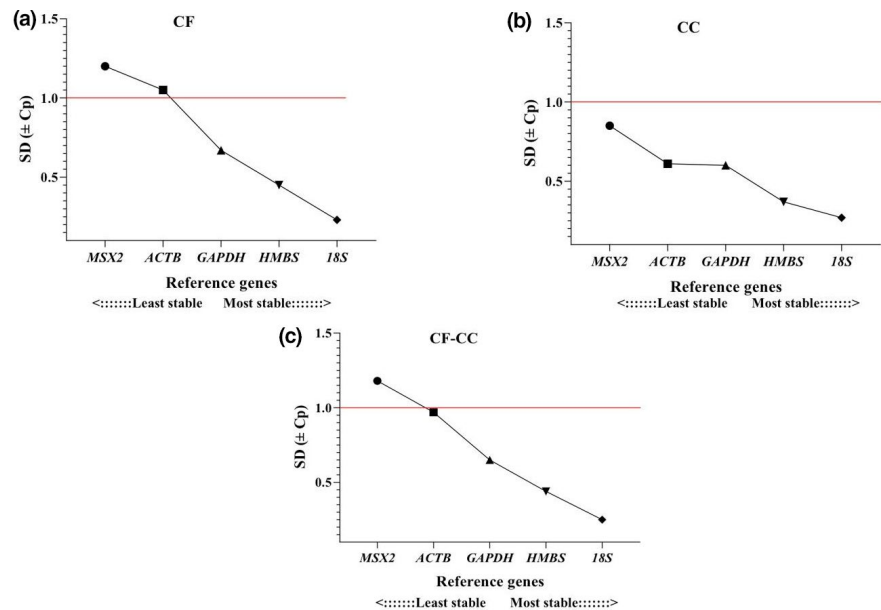 (a)
CF
1.5
1.0
0.5
SD (± Cp)
MSX2 ACTB GAPDH HMBS 18S
Reference genes
<:::::::Least stable Most stable:::::::>
(b)
CC
1.5
1.0
0.5
SD (± Cp)
MSX2 ACTB GAPDH HMBS 18S
Reference genes
<:::::::Least stable Most stable:::::::>
(c)
CF-CC
1.5
1.0
0.5
SD (± Cp)
MSX2 ACTB GAPDH HMBS 18S
Reference genes
<:::::::Least stable Most stable:::::::>